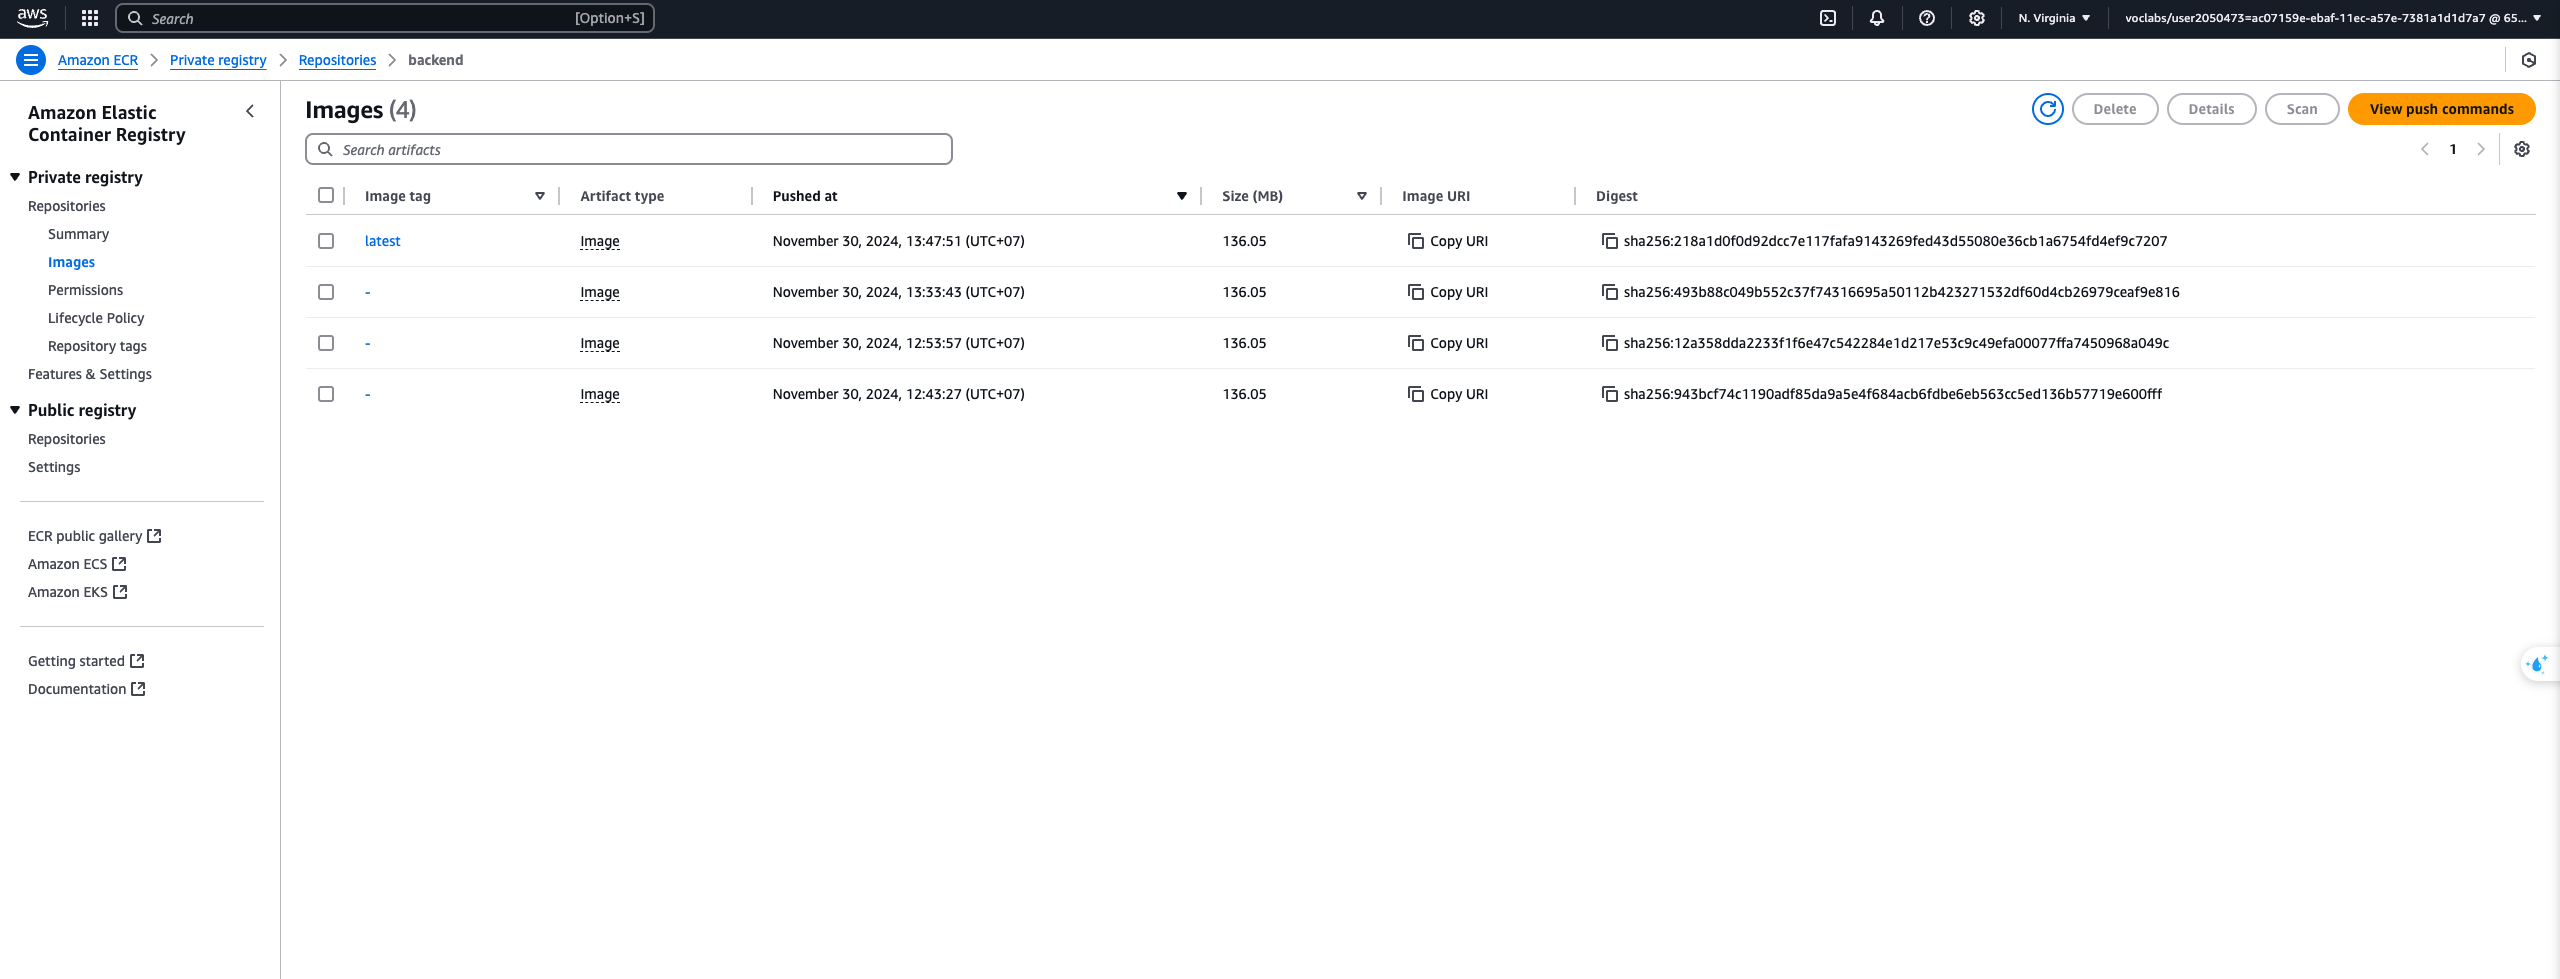 aws Search [Option+S] N. Virginia voclabs/user2050473=ac07159e-ebaf-11ec-a57e-7381a1d1d7a7 @ 65...
Amazon ECR Private registry Repositories backend
Amazon Elastic
Container Registry
Private registry
Repositories
Summary
Images
Permissions
Lifecycle Policy
Repository tags
Features & Settings
Public registry
Repositories
Settings
ECR public gallery
Amazon ECS
Amazon EKS
Getting started
Documentation
Images (4) Delete Details Scan View push commands
Search artifacts 1
Image tag Artifact type Pushed at Size (MB) Image URI Digest
latest Image November 30, 2024, 13:47:51 (UTC+07) 136.05 Copy URI sha256:218a1d0f0d92dcc7e117fafa9143269fed43d55080e36cb1a6754fd4ef9c7207
- Image November 30, 2024, 13:33:43 (UTC+07) 136.05 Copy URI sha256:493b88c049b552c37f74316695a50112b423271532df60d4cb26979ceaf9e816
- Image November 30, 2024, 12:53:57 (UTC+07) 136.05 Copy URI sha256:12a358dda2233f1f6e47c542284e1d217e53c9c49efa00077ffa7450968a049c
- Image November 30, 2024, 12:43:27 (UTC+07) 136.05 Copy URI sha256:943bcf74c1190adf85da9a5e4f684acb6fdbe6eb563cc5ed136b57719e600fff